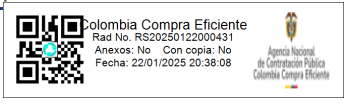 Colombia Compra Eficiente
Rad No. RS20250122000431
Anexos: No Con copia: No
Fecha: 22/01/2025 20:38:08
Agencia Nacional
de Contratación Pública
Colombia Compra Eficiente